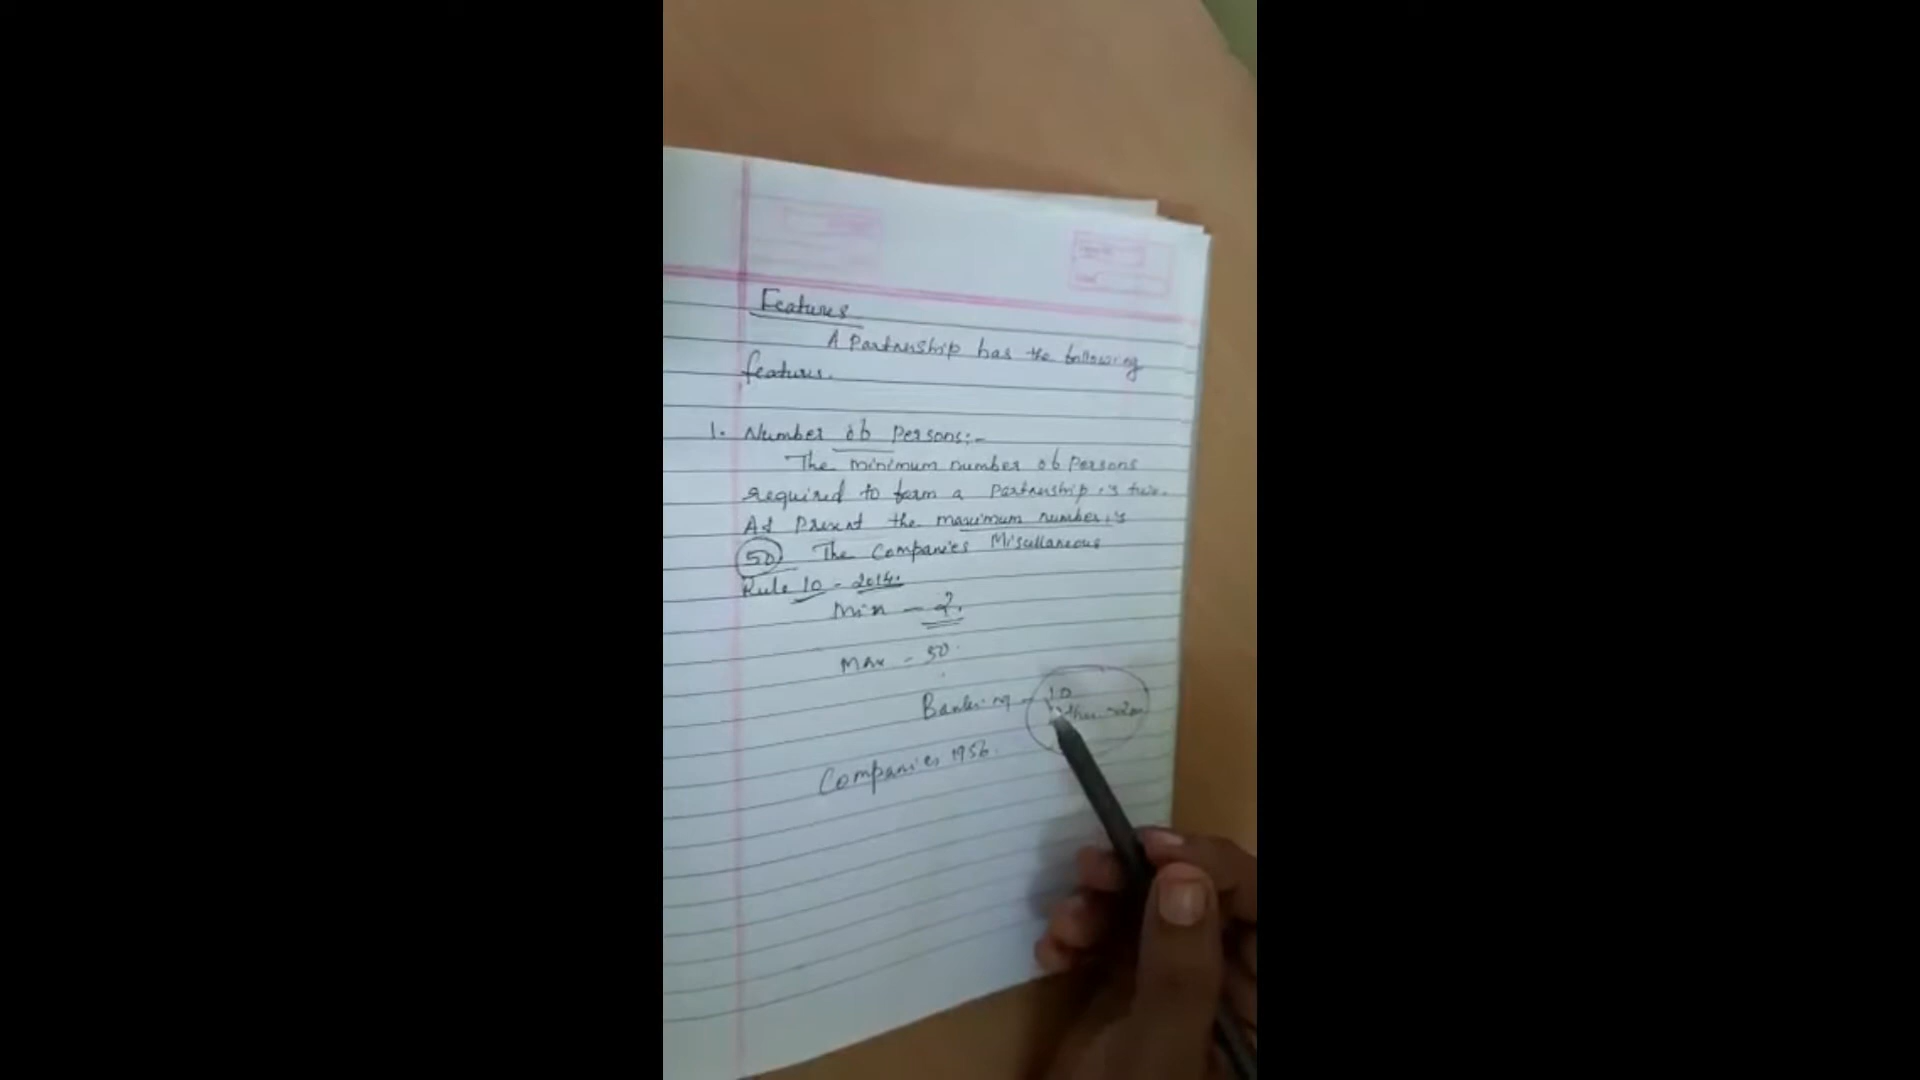 Features
A Partnership has the following
features.
1. Number of Persons:-
The minimum number of Persons
required to form a Partnership is two.
At Present the maximum number is
50 The Companies Miscellaneous
Rule 10 - 2014.
Min - 2.
Max - 50.
Banking - 10
Companies 1956.